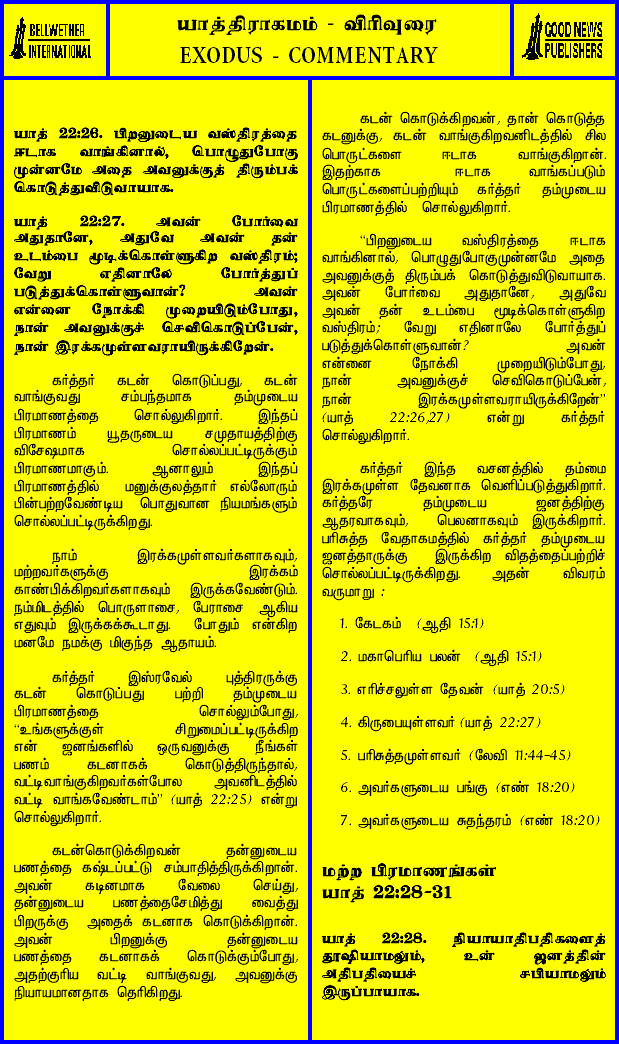 BELLWETHER
INTERNATIONAL
யாத்திராகமம் - விரிவுரை
EXODUS - COMMENTARY
GOOD NEWS
PUBLISHERS
யாத் 22:26. பிறனுடைய வஸ்திரத்தை
ஈடாக வாங்கினால், பொழுதுபோகு
முன்னமே அதை அவனுக்குத் திரும்பக்
கொடுத்துவிடுவாயாக.
யாத் 22:27. அவன் போர்வை
அதுதானே, அதுவே அவன் தன்
உடம்பை மூடிக்கொள்ளுகிற வஸ்திரம்;
வேறு எதினாலே போர்த்துப்
படுத்துக்கொள்ளுவான்? அவன்
என்னை நோக்கி முறையிடும்போது,
நான் அவனுக்குச் செவிகொடுப்பேன்,
நான் இரக்கமுள்ளவராயிருக்கிறேன்.
கர்த்தர் கடன் கொடுப்பது, கடன்
வாங்குவது சம்பந்தமாக தம்முடைய
பிரமாணத்தை சொல்லுகிறார். இந்தப்
பிரமாணம் யூதருடைய சமுதாயத்திற்கு
விசேஷமாக சொல்லப்பட்டிருக்கும்
பிரமாணமாகும். ஆனாலும் இந்தப்
பிரமாணத்தில் மனுக்குலத்தார் எல்லோரும்
பின்பற்றவேண்டிய பொதுவான நியமங்களும்
சொல்லப்பட்டிருக்கிறது.
நாம் இரக்கமுள்ளவர்களாகவும்,
மற்றவர்களுக்கு இரக்கம்
காண்பிக்கிறவர்களாகவும் இருக்கவேண்டும்.
நம்மிடத்தில் பொருளாசை, பேராசை ஆகிய
எதுவும் இருக்கக்கூடாது. போதும் என்கிற
மனமே நமக்கு மிகுந்த ஆதாயம்.
கர்த்தர் இஸ்ரவேல் புத்திரருக்கு
கடன் கொடுப்பது பற்றி தம்முடைய
பிரமாணத்தை சொல்லும்போது,
“உங்களுக்குள் சிறுமைப்பட்டிருக்கிற
என் ஜனங்களில் ஒருவனுக்கு நீங்கள்
பணம் கடனாகக் கொடுத்திருந்தால்,
வட்டிவாங்குகிறவர்கள்போல அவனிடத்தில்
வட்டி வாங்கவேண்டாம்” (யாத் 22:25) என்று
சொல்லுகிறார்.
கடன்கொடுக்கிறவன் தன்னுடைய
பணத்தை கஷ்டப்பட்டு சம்பாதித்திருக்கிறான்.
அவன் கடினமாக வேலை செய்து,
தன்னுடைய பணத்தைசேமித்து வைத்து
பிறருக்கு அதைக் கடனாக கொடுக்கிறான்.
அவன் பிறனுக்கு தன்னுடைய
பணத்தை கடனாகக் கொடுக்கும்போது,
அதற்குரிய வட்டி வாங்குவது, அவனுக்கு
நியாயமானதாக தெரிகிறது.
கடன் கொடுக்கிறவன், தான் கொடுத்த
கடனுக்கு, கடன் வாங்குகிறவனிடத்தில் சில
பொருட்களை ஈடாக வாங்குகிறான்.
இதற்காக ஈடாக வாங்கப்படும்
பொருட்களைப்பற்றியும் கர்த்தர் தம்முடைய
பிரமாணத்தில் சொல்லுகிறார்.
“பிறனுடைய வஸ்திரத்தை ஈடாக
வாங்கினால், பொழுதுபோகுமுன்னமே அதை
அவனுக்குத் திரும்பக் கொடுத்துவிடுவாயாக.
அவன் போர்வை அதுதானே, அதுவே
அவன் தன் உடம்பை மூடிக்கொள்ளுகிற
வஸ்திரம்; வேறு எதினாலே போர்த்துப்
படுத்துக்கொள்ளுவான்? அவன்
என்னை நோக்கி முறையிடும்போது,
நான் அவனுக்குச் செவிகொடுப்பேன்,
நான் இரக்கமுள்ளவராயிருக்கிறேன்”
(யாத் 22:26,27) என்று கர்த்தர்
சொல்லுகிறார்.
கர்த்தர் இந்த வசனத்தில் தம்மை
இரக்கமுள்ள தேவனாக வெளிப்படுத்துகிறார்.
கர்த்தரே தம்முடைய ஜனத்திற்கு
ஆதரவாகவும், பெலனாகவும் இருக்கிறார்.
பரிசுத்த வேதாகமத்தில் கர்த்தர் தம்முடைய
ஜனத்தாருக்கு இருக்கிற விதத்தைப்பற்றிச்
சொல்லப்பட்டிருக்கிறது. அதன் விவரம்
வருமாறு :
1. கேடகம் (ஆதி 15:1)
2. மகாபெரிய பலன் (ஆதி 15:1)
3. எரிச்சலுள்ள தேவன் (யாத் 20:5)
4. கிருபையுள்ளவர் (யாத் 22:27)
5. பரிசுத்தமுள்ளவர் (லேவி 11:44-45)
6. அவர்களுடைய பங்கு (எண் 18:20)
7. அவர்களுடைய சுதந்தரம் (எண் 18:20)
மற்ற பிரமாணங்கள்
யாத் 22:28-31
யாத் 22:28. நியாயாதிபதிகளைத்
தூஷியாமலும், உன் ஜனத்தின்
அதிபதியைச் சபியாமலும்
இருப்பாயாக.